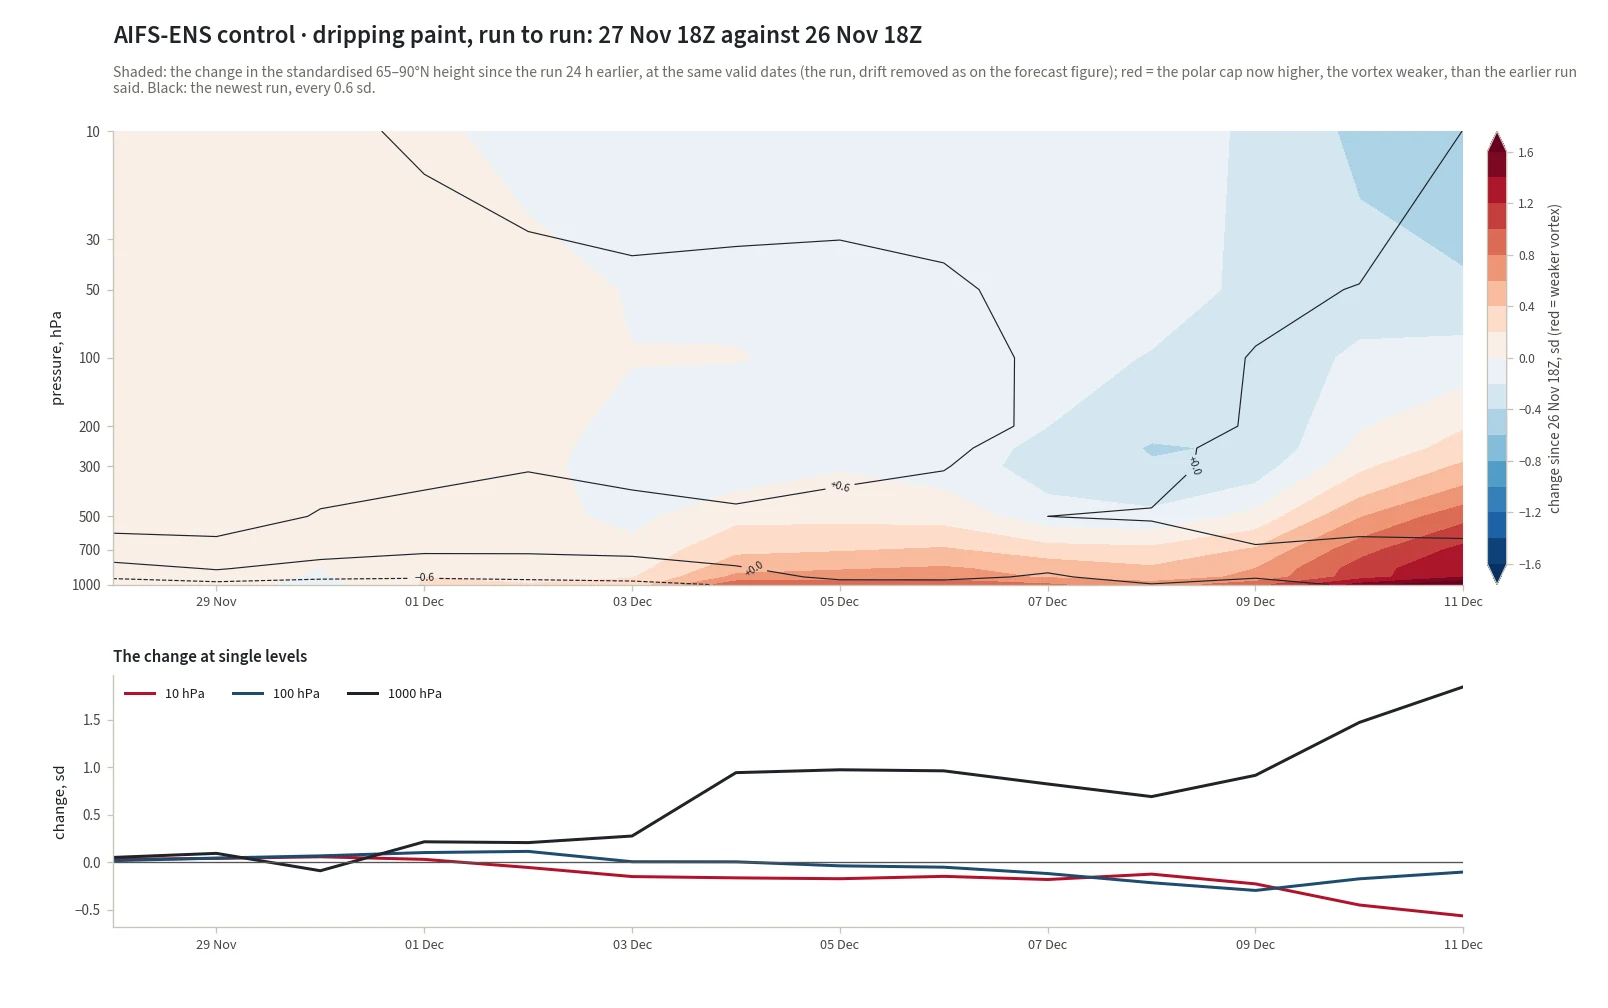 AIFS-ENS control · dripping paint, run to run: 27 Nov 18Z against 26 Nov 18Z
Shaded: the change in the standardised 65–90°N height since the run 24 h earlier, at the same valid dates (the run, drift removed as on the forecast figure); red = the polar cap now higher, the vortex weaker, than the earlier run
said. Black: the newest run, every 0.6 sd.
pressure, hPa
10
30
50
100
200
300
500
700
1000
+0.6
+0.0
+0.0
−0.6
29 Nov
01 Dec
03 Dec
05 Dec
07 Dec
09 Dec
11 Dec
1.6
1.2
0.8
0.4
0.0
−0.4
−0.8
−1.2
−1.6
change since 26 Nov 18Z, sd (red = weaker vortex)
The change at single levels
10 hPa
100 hPa
1000 hPa
change, sd
1.5
1.0
0.5
0.0
−0.5
29 Nov
01 Dec
03 Dec
05 Dec
07 Dec
09 Dec
11 Dec